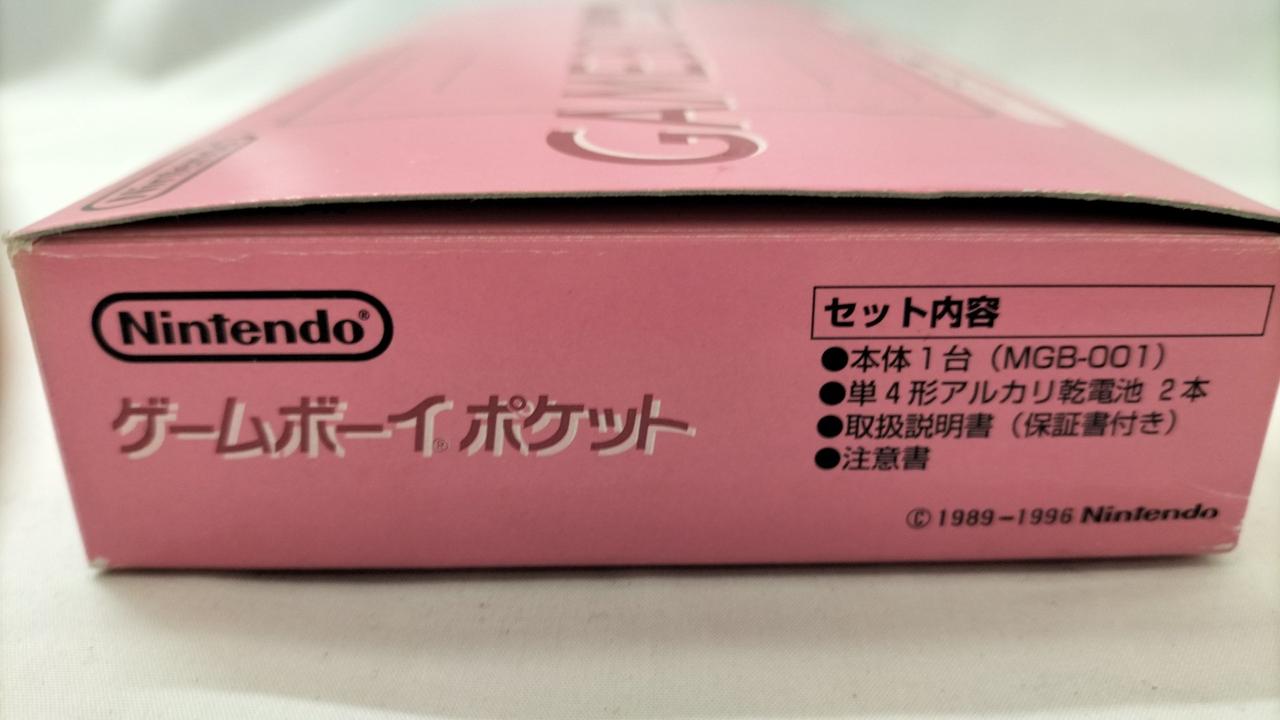 GAME
Nintendo
Nintendo®
ゲームボーイ® ポケット
セット内容
●本体1台（MGB-001）
●単4形アルカリ乾電池 2本
●取扱説明書（保証書付き）
●注意書
©1989-1996 Nintendo